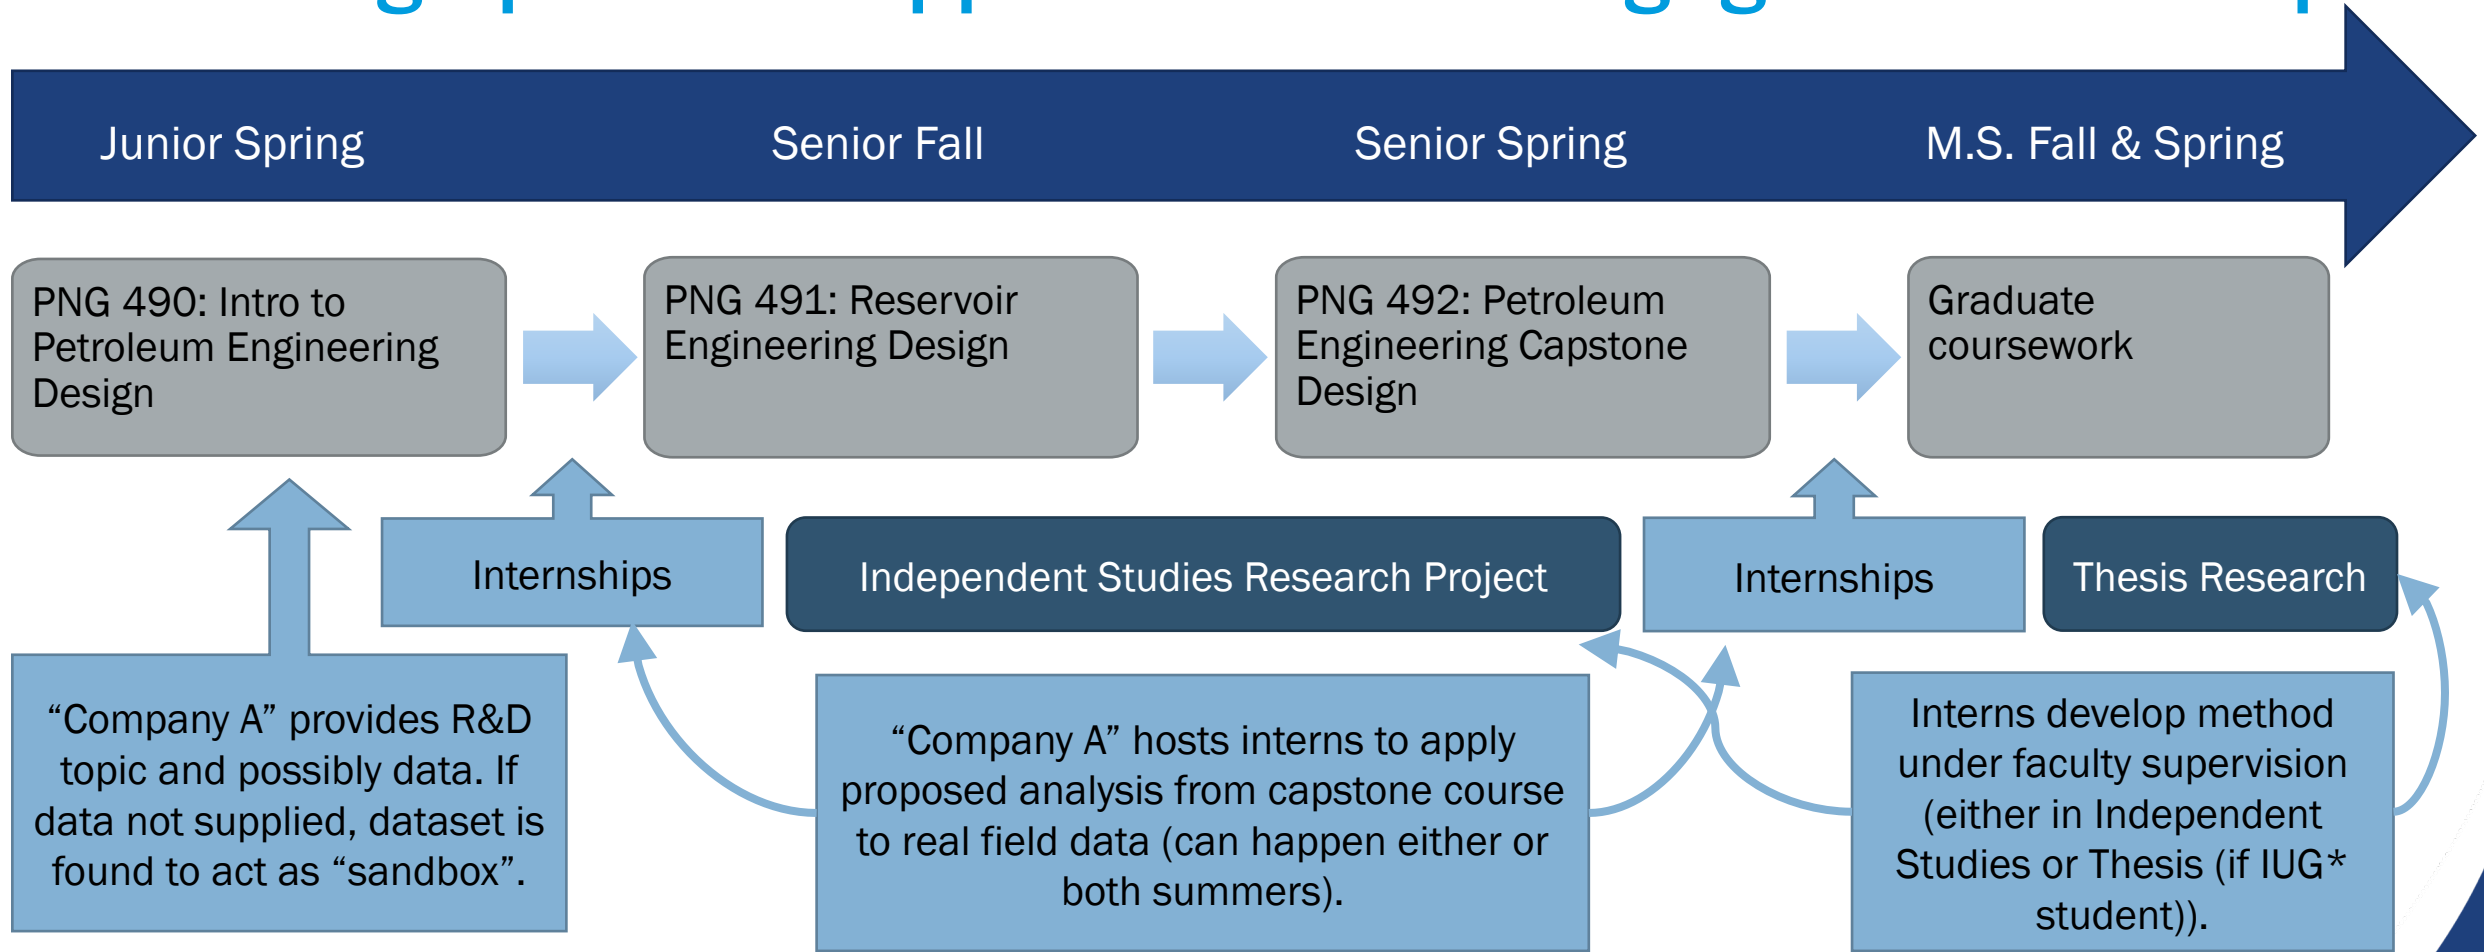 Junior Spring
Senior Fall
Senior Spring
M.S. Fall & Spring
PNG 490: Intro to
Petroleum Engineering
Design
PNG 491: Reservoir
Engineering Design
PNG 492: Petroleum
Engineering Capstone
Design
Graduate
coursework
Internships
Independent Studies Research Project
Internships
Thesis Research
“Company A” provides R&D
topic and possibly data. If
data not supplied, dataset is
found to act as “sandbox”.
“Company A” hosts interns to apply
proposed analysis from capstone course
to real field data (can happen either or
both summers).
Interns develop method
under faculty supervision
(either in Independent
Studies or Thesis (if IUG*
student)).